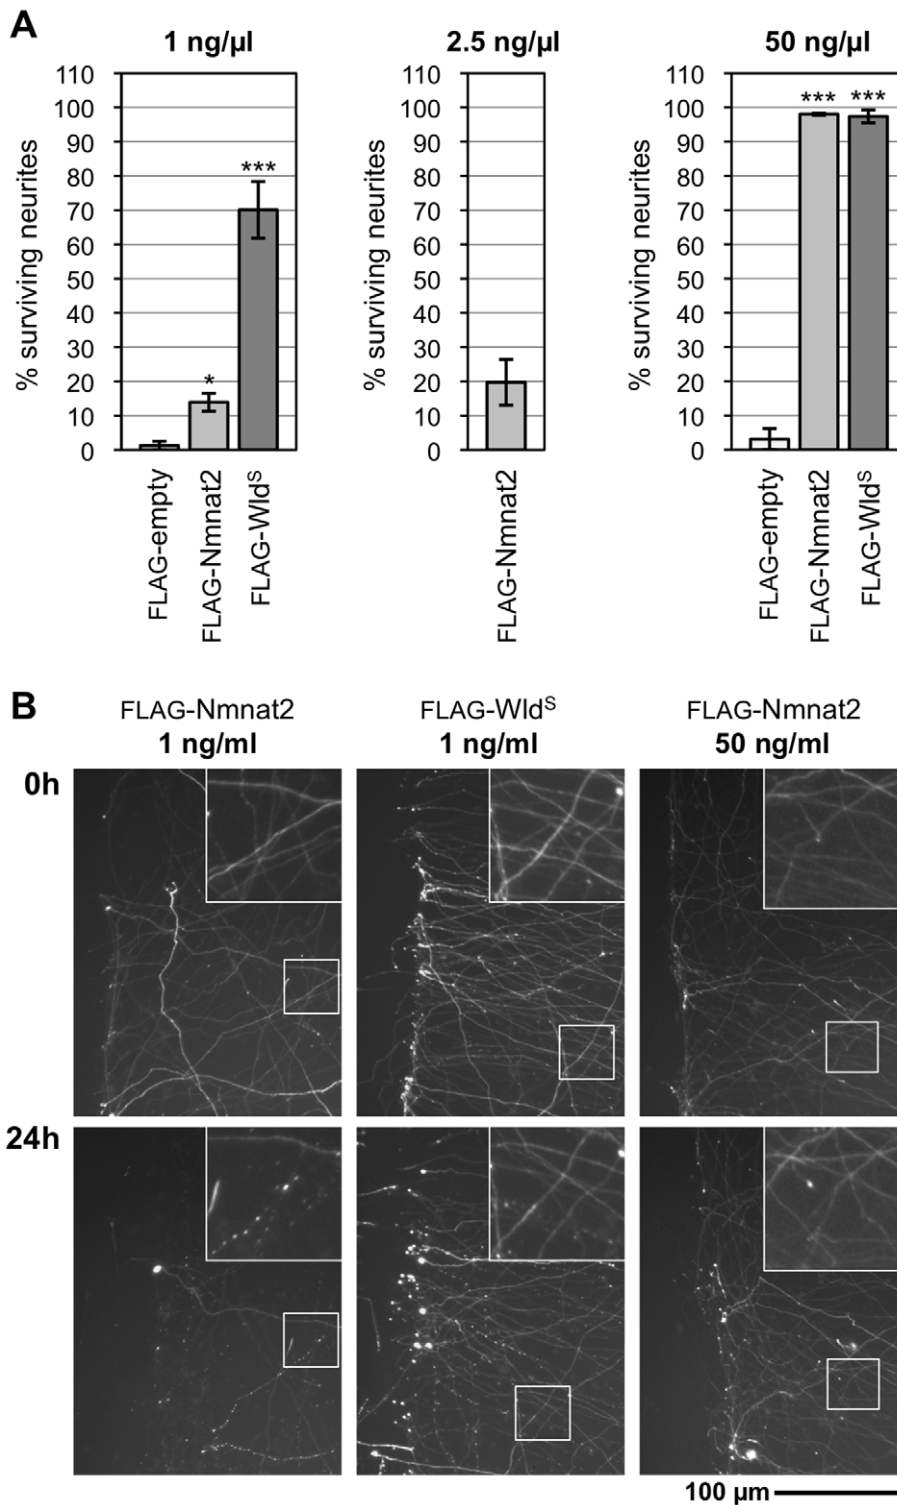 A
1 ng/µl
2.5 ng/µl
50 ng/µl
% surviving neurites
110
100
90
80
70
60
50
40
30
20
10
0
*
***
FLAG-empty
FLAG-Nmnat2
FLAG-Wldˢ
% surviving neurites
110
100
90
80
70
60
50
40
30
20
10
0
FLAG-Nmnat2
% surviving neurites
110
100
90
80
70
60
50
40
30
20
10
0
*** ***
FLAG-empty
FLAG-Nmnat2
FLAG-Wldˢ
B
FLAG-Nmnat2
1 ng/ml
FLAG-Wldˢ
1 ng/ml
FLAG-Nmnat2
50 ng/ml
0h
24h
100 µm